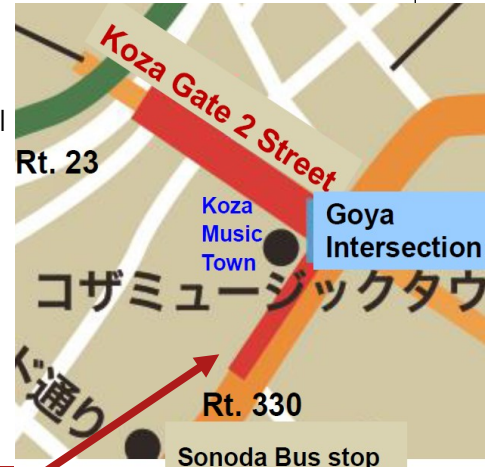 Koza Gate 2 Street
Rt. 23
Koza
Music
Town
Goya
Intersection
コザミュージックタウ
ズ通り
Rt. 330
Sonoda Bus stop